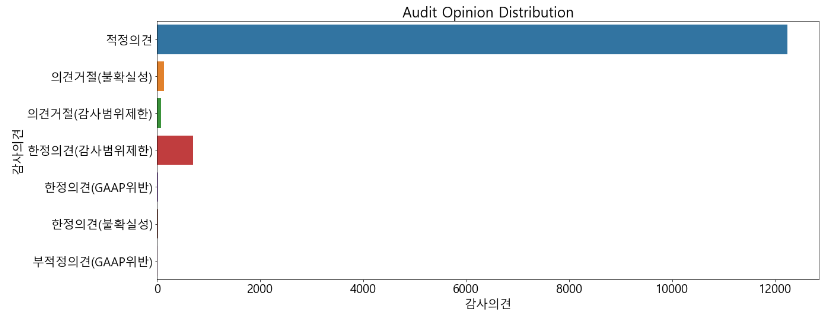 Audit Opinion Distribution
감사의견
적정의견
의견거절(불확실성)
의견거절(감사범위제한)
한정의견(감사범위제한)
한정의견(GAAP위반)
한정의견(불확실성)
부적정의견(GAAP위반)
0 2000 4000 6000 8000 10000 12000
감사의견